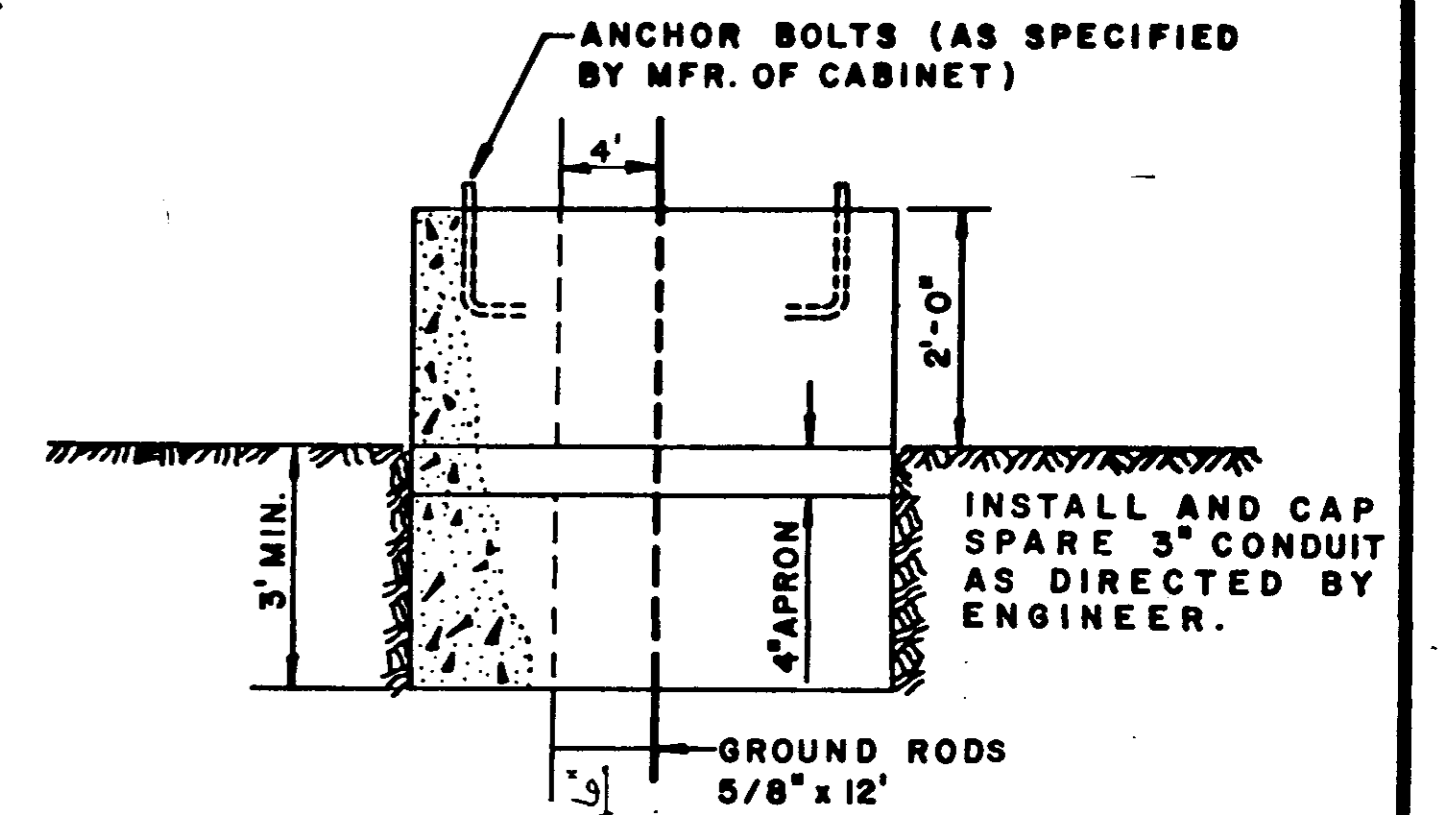 ANCHOR BOLTS (AS SPECIFIED
BY MFR. OF CABINET)
4'
2'-0"
3' MIN.
4" APRON
INSTALL AND CAP
SPARE 3" CONDUIT
AS DIRECTED BY
ENGINEER.
GROUND RODS
5/8" x 12'